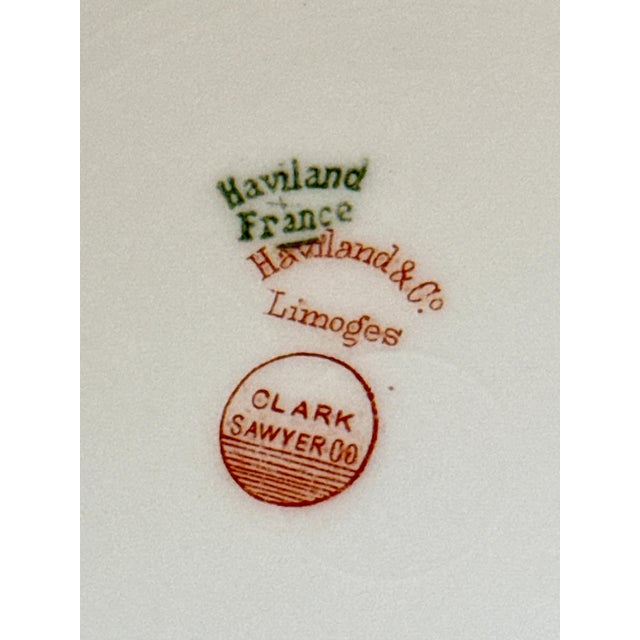 Haviland
France
Haviland & Co
Limoges
CLARK
SAWYER CO